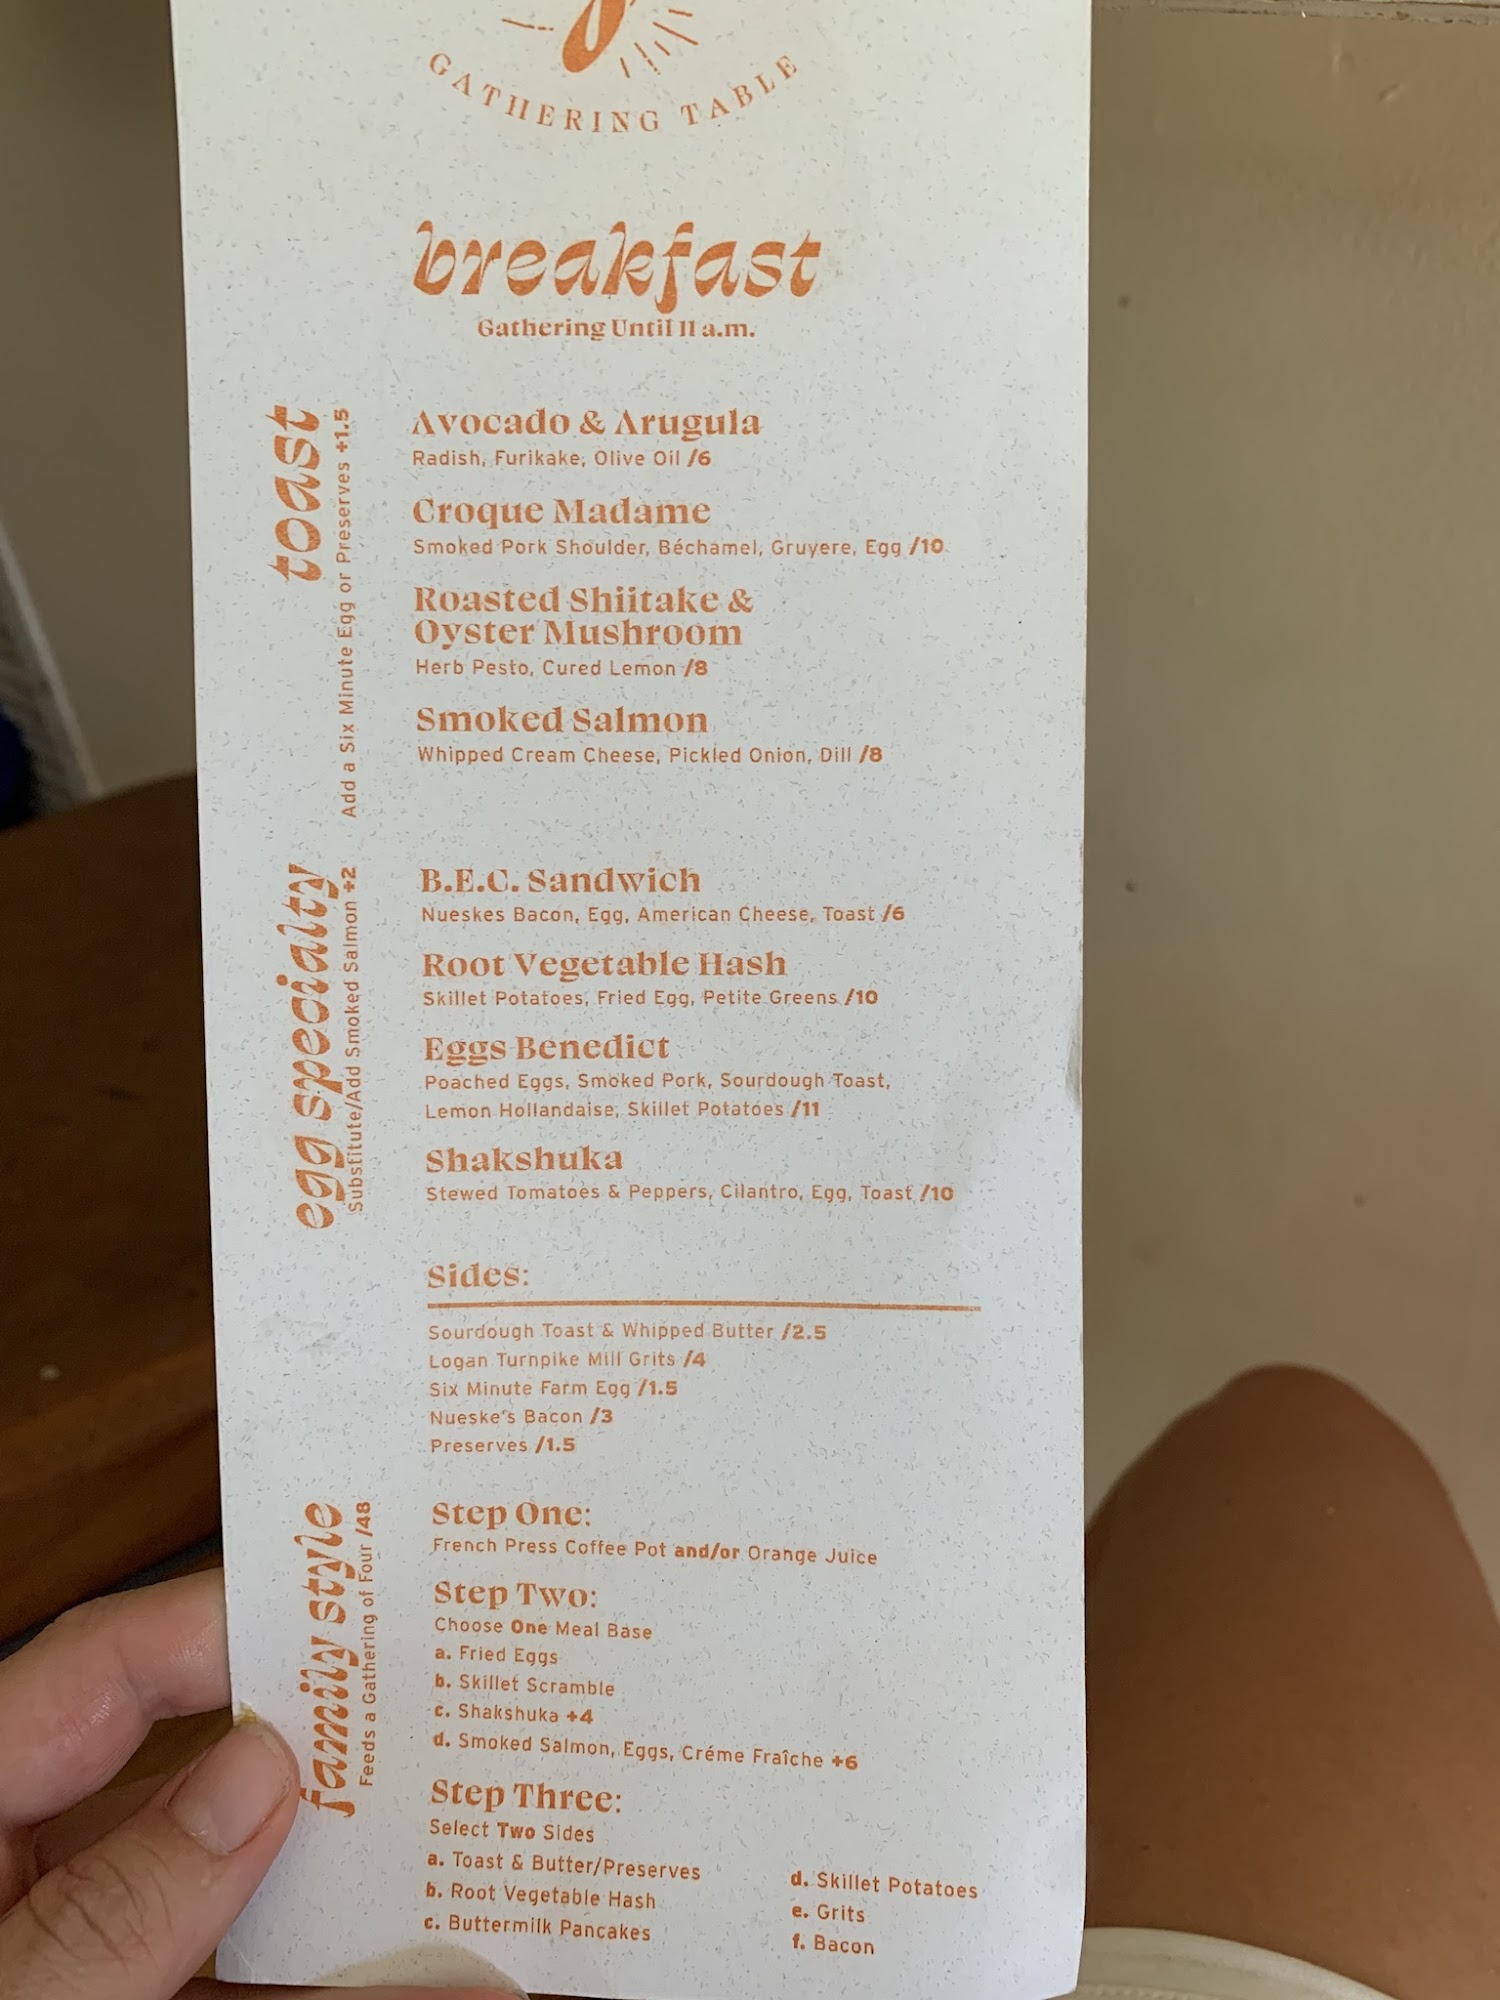 GATHERING TABLE
breakfast
Gathering Until 11 a.m.
toast
Add a Six Minute Egg or Preserves +1.5
Avocado & Arugula
Radish, Furikake, Olive Oil /6
Croque Madame
Smoked Pork Shoulder, Béchamel, Gruyere, Egg /10
Roasted Shiitake &
Oyster Mushroom
Herb Pesto, Cured Lemon /8
Smoked Salmon
Whipped Cream Cheese, Pickled Onion, Dill /8
egg specialty
Substitute/Add Smoked Salmon +2
B.E.C. Sandwich
Nueskes Bacon, Egg, American Cheese, Toast /6
Root Vegetable Hash
Skillet Potatoes, Fried Egg, Petite Greens /10
Eggs Benedict
Poached Eggs, Smoked Pork, Sourdough Toast,
Lemon Hollandaise, Skillet Potatoes /11
Shakshuka
Stewed Tomatoes & Peppers, Cilantro, Egg, Toast /10
Sides:
Sourdough Toast & Whipped Butter /2.5
Logan Turnpike Mill Grits /4
Six Minute Farm Egg /1.5
Nueske's Bacon /3
Preserves /1.5
family style
Feeds a Gathering of Four /48
Step One:
French Press Coffee Pot and/or Orange Juice
Step Two:
Choose One Meal Base
a. Fried Eggs
b. Skillet Scramble
c. Shakshuka +4
d. Smoked Salmon, Eggs, Créme Fraîche +6
Step Three:
Select Two Sides
a. Toast & Butter/Preserves
b. Root Vegetable Hash
c. Buttermilk Pancakes
d. Skillet Potatoes
e. Grits
f. Bacon